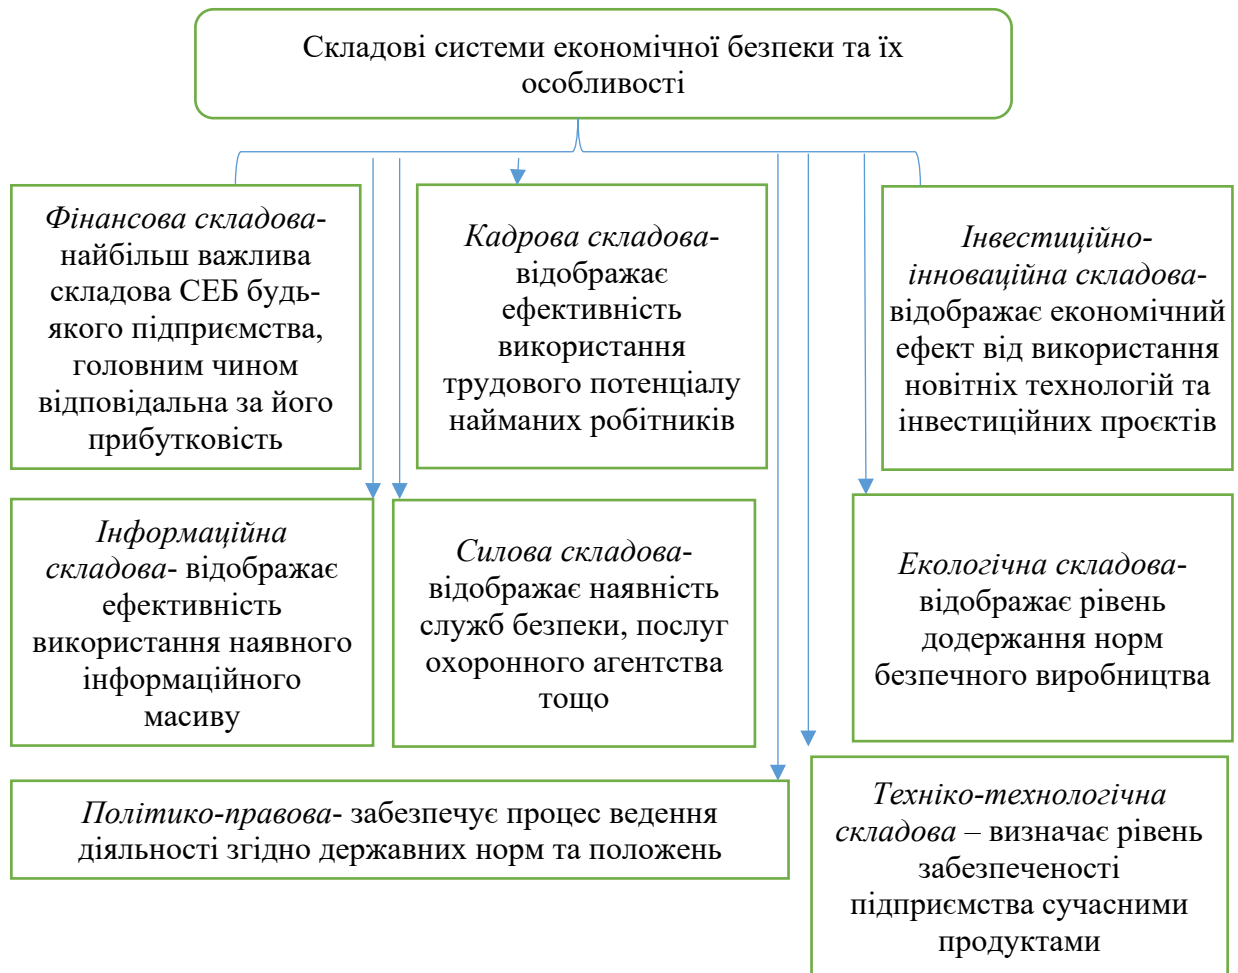 Складові системи економічної безпеки та їх
особливості
Фінансова складова-
найбільш важлива
складова СЕБ будь-
якого підприємства,
головним чином
відповідальна за його
прибутковість
Кадрова складова-
відображає
ефективність
використання
трудового потенціалу
найманих робітників
Інвестиційно-
інноваційна складова-
відображає економічний
ефект від використання
новітніх технологій та
інвестиційних проєктів
Інформаційна
складова- відображає
ефективність
використання наявного
інформаційного
масиву
Силова складова-
відображає наявність
служб безпеки, послуг
охоронного агентства
тощо
Екологічна складова-
відображає рівень
додержання норм
безпечного виробництва
Політико-правова- забезпечує процес ведення
діяльності згідно державних норм та положень
Техніко-технологічна
складова – визначає рівень
забезпеченості
підприємства сучасними
продуктами